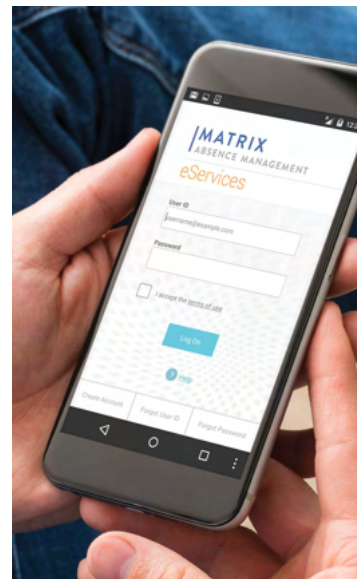 MATRIX
ABSENCE MANAGEMENT
eServices
User ID
username@example.com
Password
I accept the terms of use
Log On
? Help
Create Account
Forgot User ID
Forgot Password